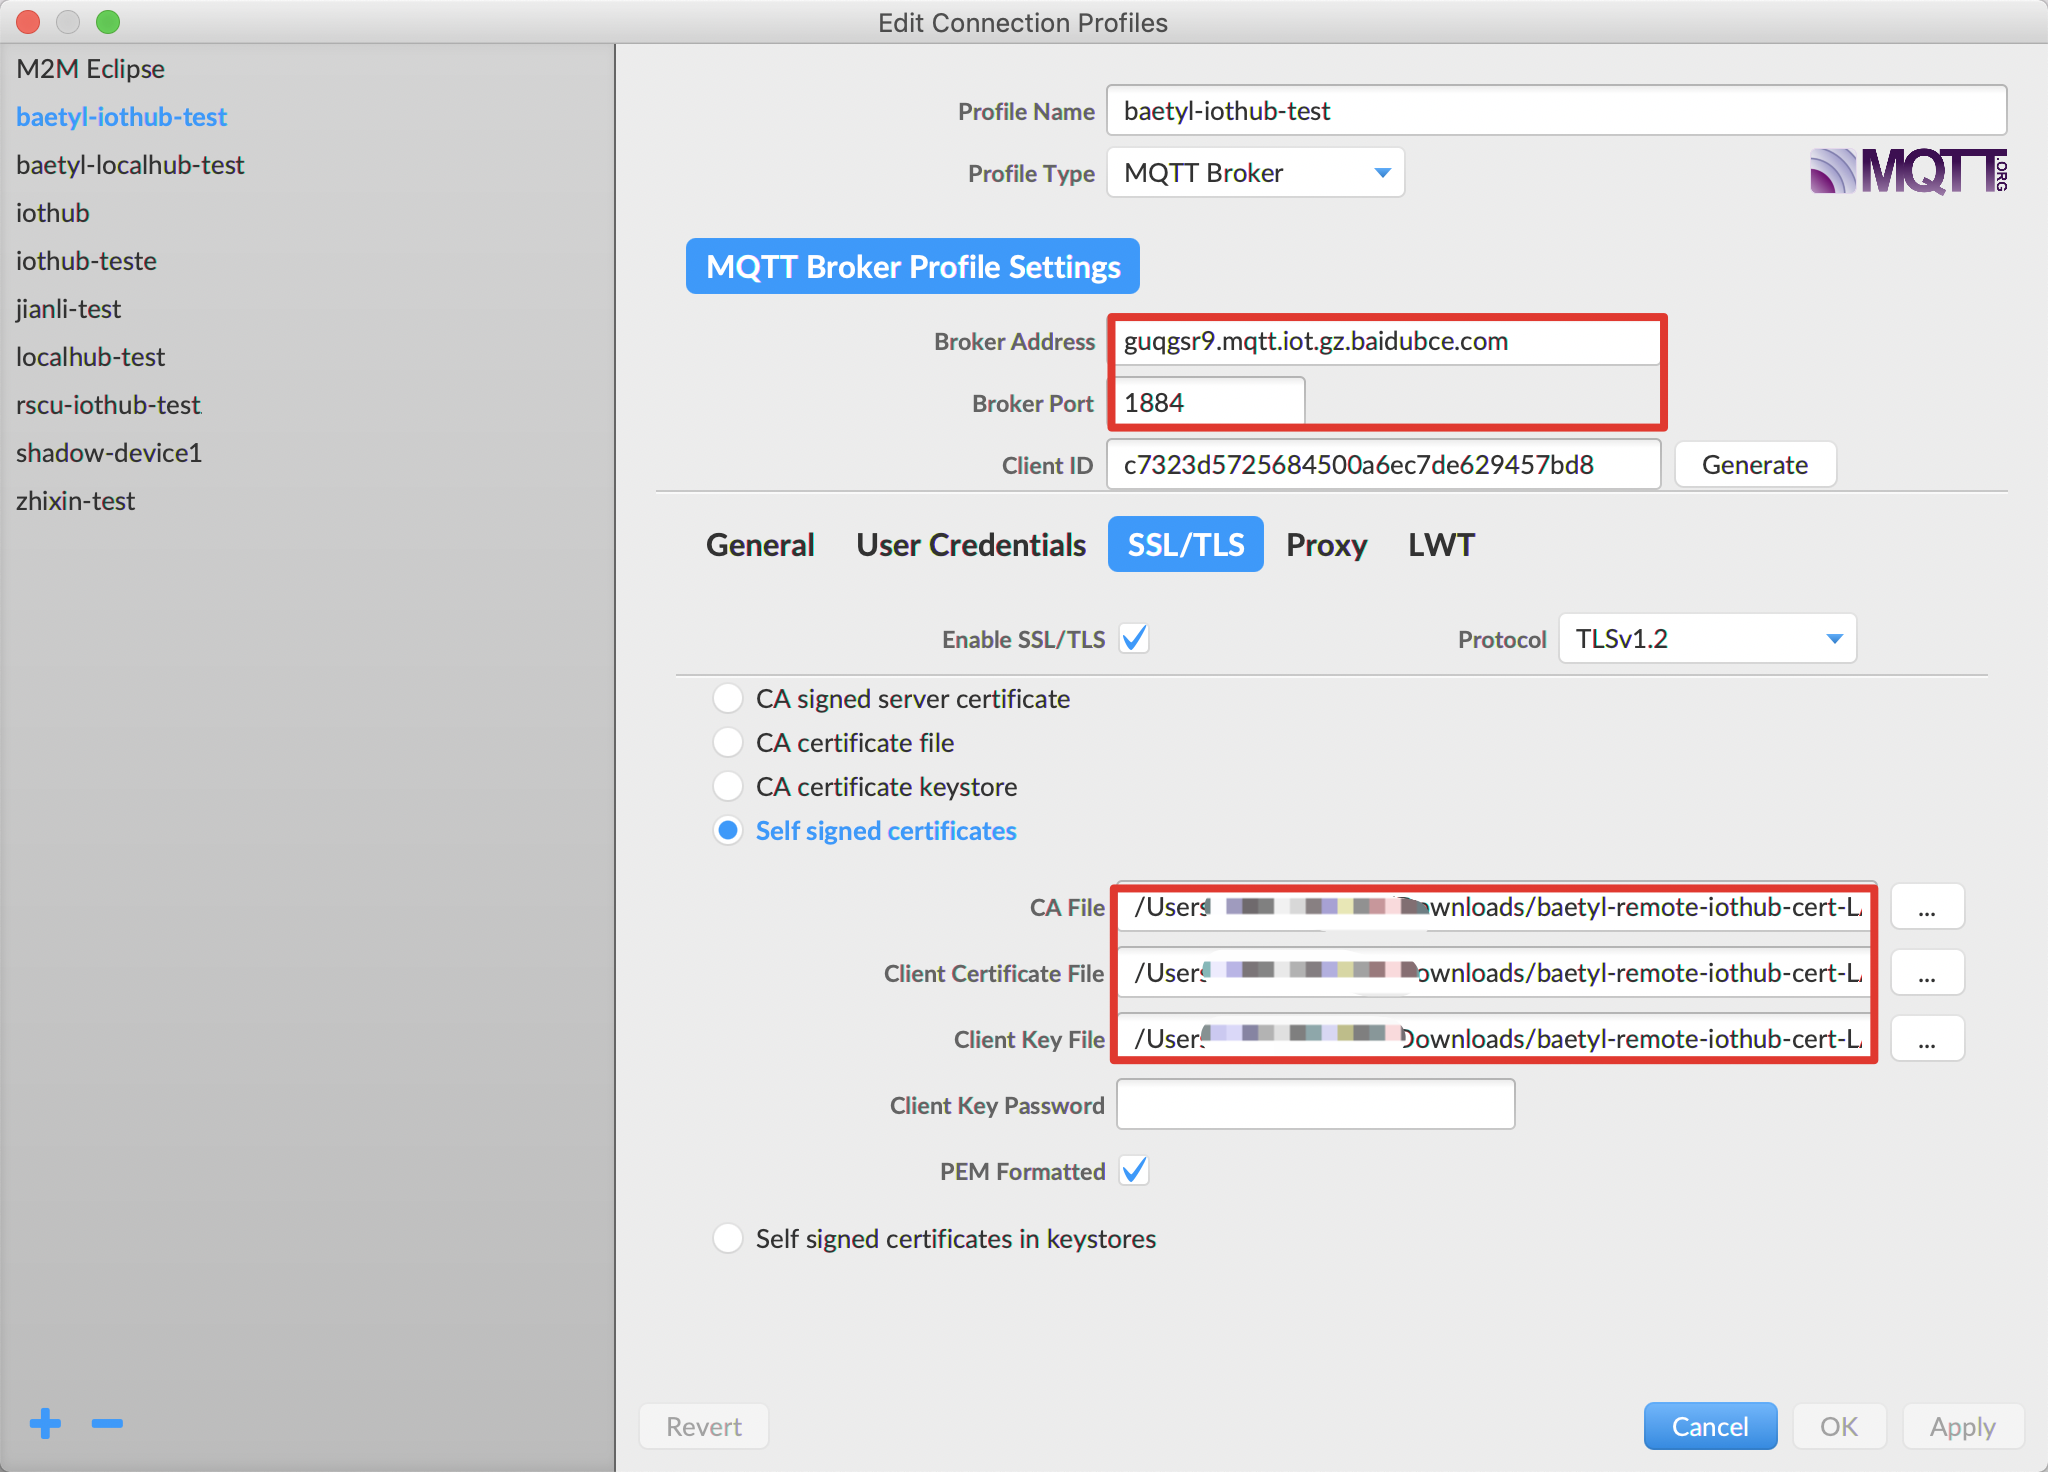 Edit Connection Profiles
M2M Eclipse
baetyl-iothub-test
baetyl-localhub-test
iothub
iothub-teste
jianli-test
localhub-test
rscu-iothub-test
shadow-device1
zhixin-test
Profile Name baetyl-iothub-test
Profile Type MQTT Broker
MQTT.ORG
MQTT Broker Profile Settings
Broker Address guqgsr9.mqtt.iot.gz.baidubce.com
Broker Port 1884
Client ID c7323d5725684500a6ec7de629457bd8 Generate
General User Credentials SSL/TLS Proxy LWT
Enable SSL/TLS Protocol TLSv1.2
CA signed server certificate
CA certificate file
CA certificate keystore
Self signed certificates
CA File /Users ownloads/baetyl-remote-iothub-cert-L ...
Client Certificate File /Users ownloads/baetyl-remote-iothub-cert-L ...
Client Key File /User Downloads/baetyl-remote-iothub-cert-L ...
Client Key Password
PEM Formatted
Self signed certificates in keystores
Revert Cancel OK Apply